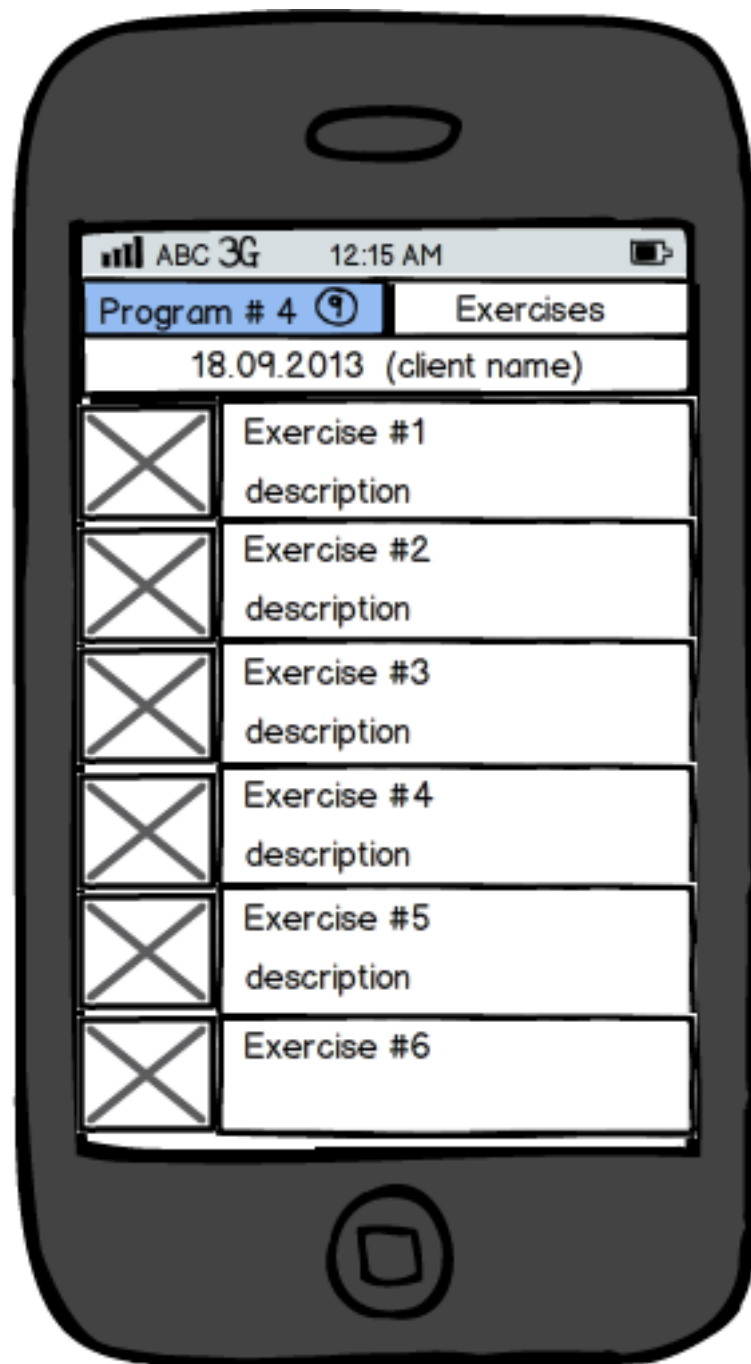 ABC 3G 12:15 AM
Program # 4 9 Exercises
18.09.2013 (client name)
Exercise #1
description
Exercise #2
description
Exercise #3
description
Exercise #4
description
Exercise #5
description
Exercise #6